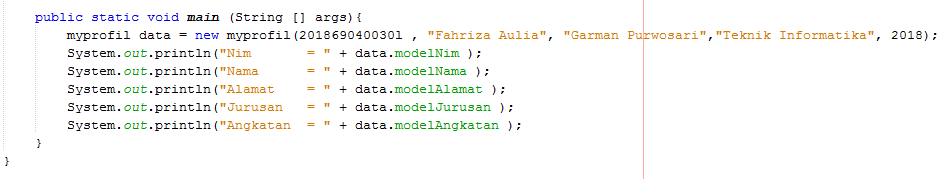 public static void main (String [] args){
myprofil data = new myprofil(201869040030l , "Fahriza Aulia", "Garman Purwosari","Teknik Informatika", 2018);
System.out.println("Nim = " + data.modelNim );
System.out.println("Nama = " + data.modelNama );
System.out.println("Alamat = " + data.modelAlamat );
System.out.println("Jurusan = " + data.modelJurusan );
System.out.println("Angkatan = " + data.modelAngkatan );
}
}